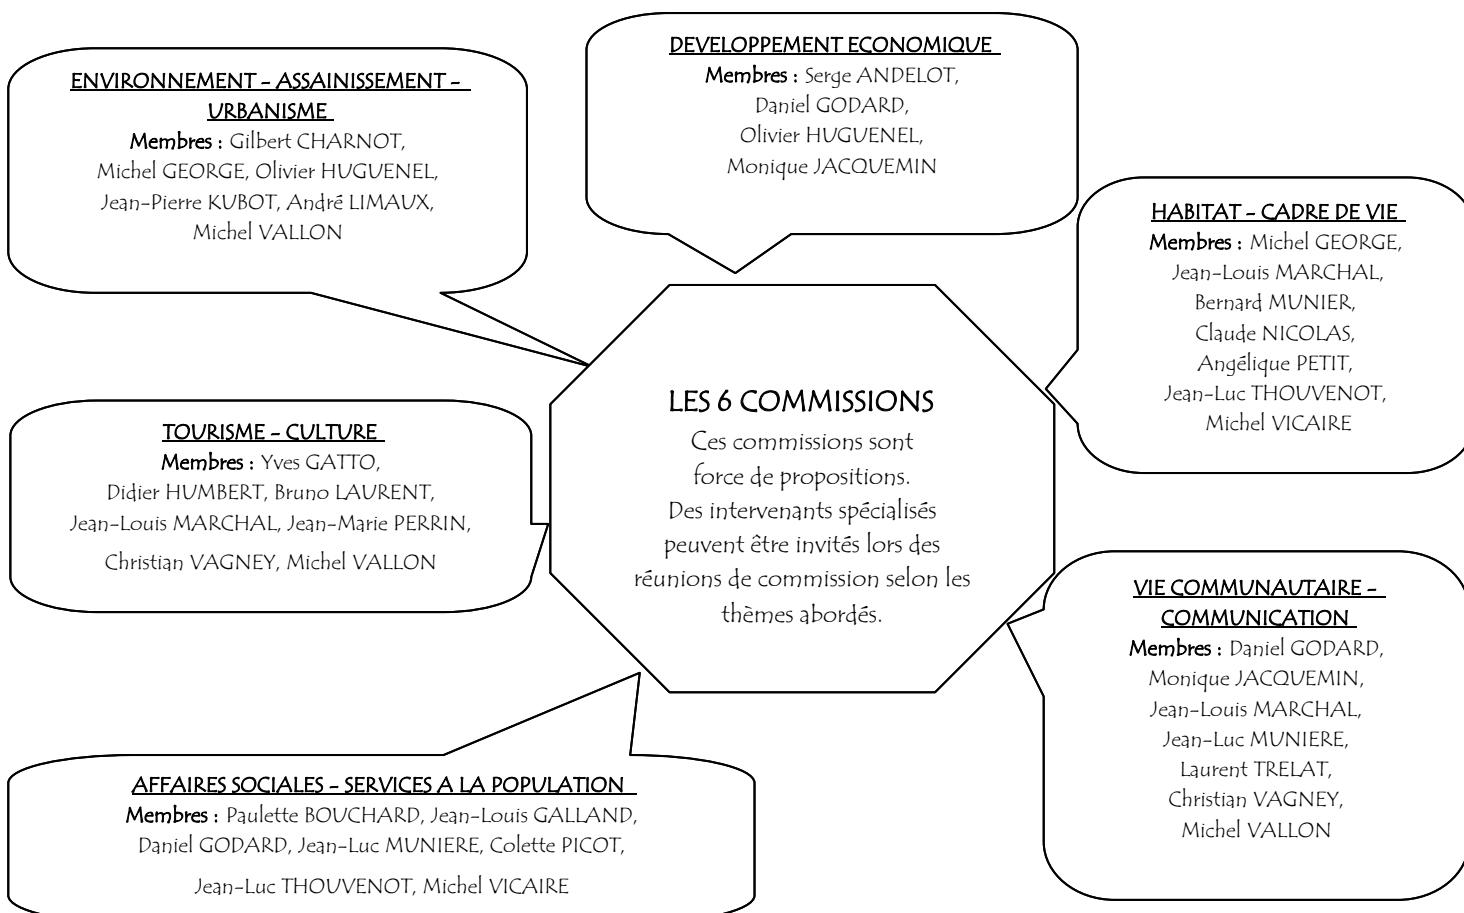 ENVIRONNEMENT - ASSAINISSEMENT -
URBANISME
Membres : Gilbert CHARNOT,
Michel GEORGE, Olivier HUGUENEL,
Jean-Pierre KUBOT, André LIMAUX,
Michel VALLON
DEVELOPPEMENT ECONOMIQUE
Membres : Serge ANDELOT,
Daniel GODARD,
Olivier HUGUENEL,
Monique JACQUEMIN
HABITAT - CADRE DE VIE
Membres : Michel GEORGE,
Jean-Louis MARCHAL,
Bernard MUNIER,
Claude NICOLAS,
Angélique PETIT,
Jean-Luc THOUVENOT,
Michel VICAIRE
LES 6 COMMISSIONS
Ces commissions sont
force de propositions.
Des intervenants spécialisés
peuvent être invités lors des
réunions de commission selon les
thèmes abordés.
TOURISME - CULTURE
Membres : Yves GATTO,
Didier HUMBERT, Bruno LAURENT,
Jean-Louis MARCHAL, Jean-Marie PERRIN,
Christian VAGNEY, Michel VALLON
VIE COMMUNAUTAIRE -
COMMUNICATION
Membres : Daniel GODARD,
Monique JACQUEMIN,
Jean-Louis MARCHAL,
Jean-Luc MUNIERE,
Laurent TRELAT,
Christian VAGNEY,
Michel VALLON
AFFAIRES SOCIALES - SERVICES A LA POPULATION
Membres : Paulette BOUCHARD, Jean-Louis GALLAND,
Daniel GODARD, Jean-Luc MUNIERE, Colette PICOT,
Jean-Luc THOUVENOT, Michel VICAIRE